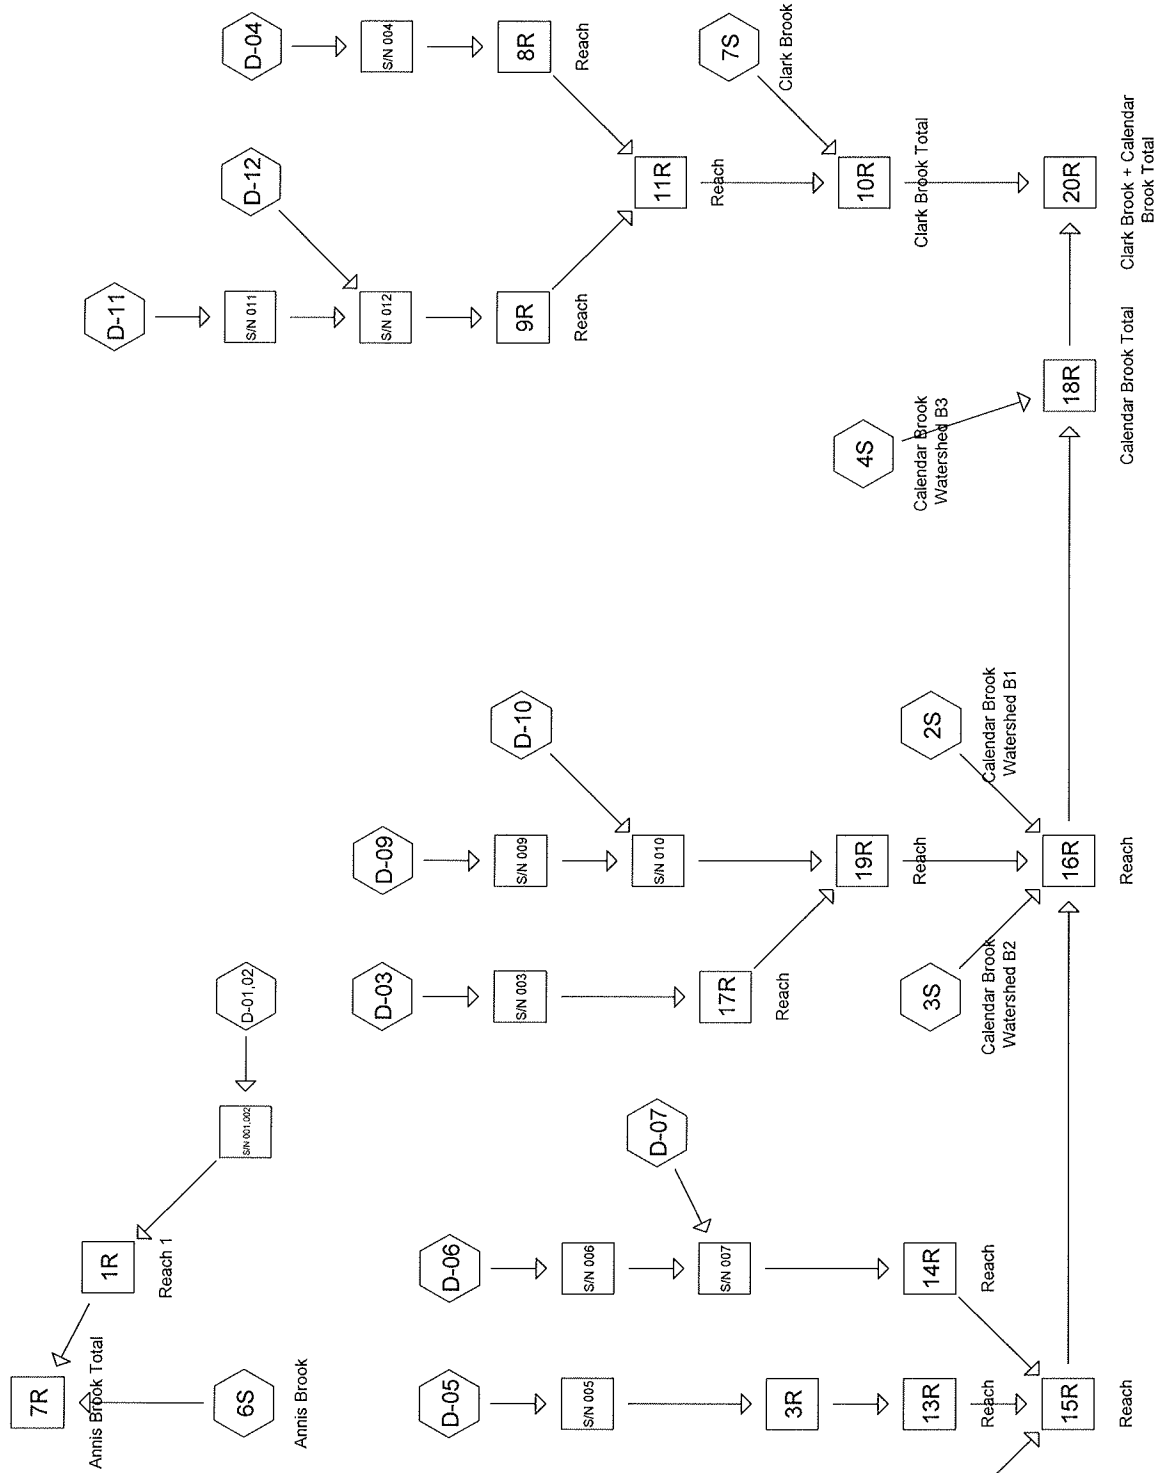 D-04
S/N 004
8R
Reach
D-12
D-11
S/N 011
S/N 012
9R
Reach
11R
Reach
7S
Clark Brook
10R
Clark Brook Total
20R
Clark Brook + Calendar
Brook Total
4S
Calendar Brook
Watershed B3
18R
Calendar Brook Total
D-10
D-09
S/N 009
S/N 010
2S
Calendar Brook
Watershed B1
19R
Reach
16R
Reach
D-03
S/N 003
17R
Reach
3S
Calendar Brook
Watershed B2
D-01,02
S/N 001,002
1R
Reach 1
7R
Annis Brook Total
6S
Annis Brook
D-07
D-06
S/N 006
S/N 007
14R
Reach
D-05
S/N 005
3R
13R
Reach
15R
Reach